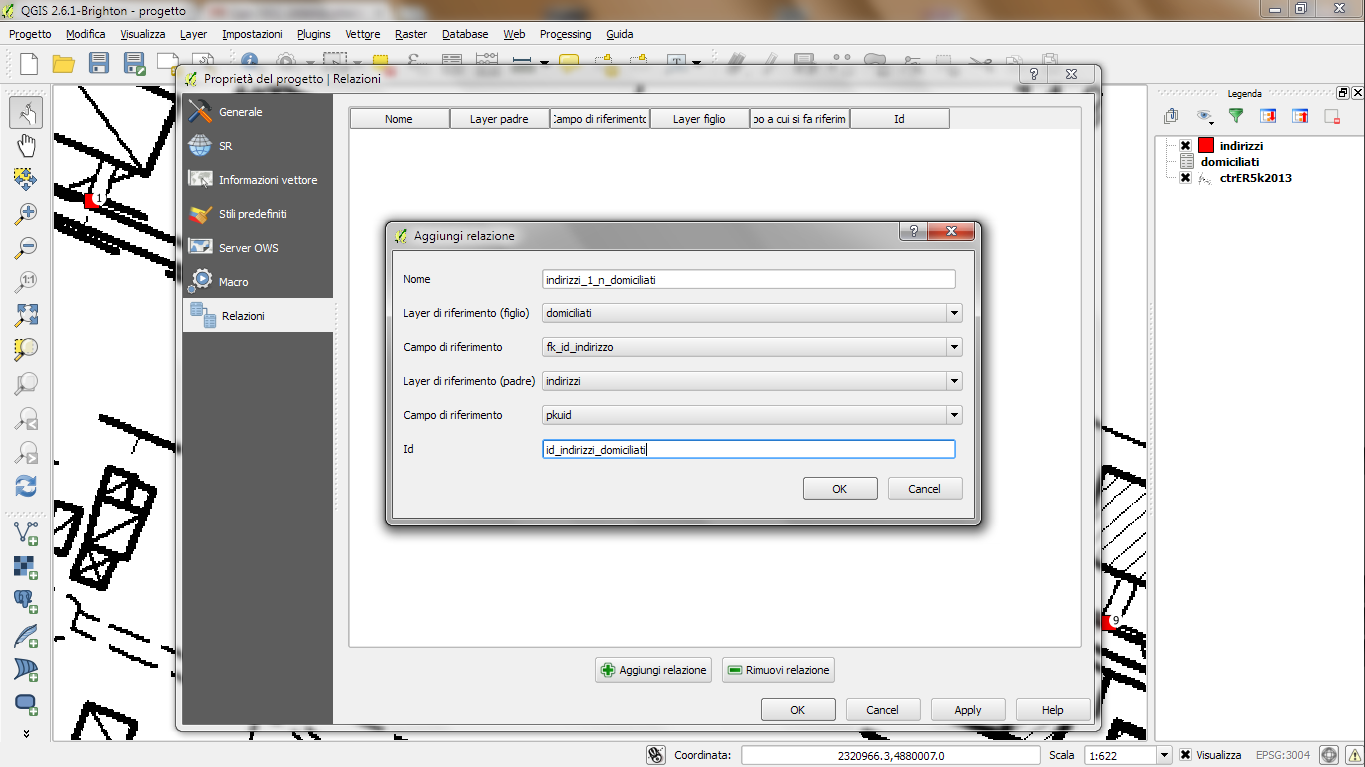 QGIS 2.6.1-Brighton - progetto
Progetto Modifica Visualizza Layer Impostazioni Plugins Vettore Raster Database Web Processing Guida
Proprietà del progetto | Relazioni
Generale
SR
Informazioni vettore
Stili predefiniti
Server OWS
Macro
Relazioni
Nome Layer padre Campo di riferimento Layer figlio po a cui si fa riferim Id
Aggiungi relazione
Nome indirizzi_1_n_domiciliati
Layer di riferimento (figlio) domiciliati
Campo di riferimento fk_id_indirizzo
Layer di riferimento (padre) indirizzi
Campo di riferimento pkuid
Id id_indirizzi_domiciliati
OK Cancel
Aggiungi relazione Rimuovi relazione
OK Cancel Apply Help
Legenda
indirizzi
domiciliati
ctrER5k2013
1
9
1:1
Coordinata: 2320966.3,4880007.0 Scala 1:622 Visualizza EPSG:3004